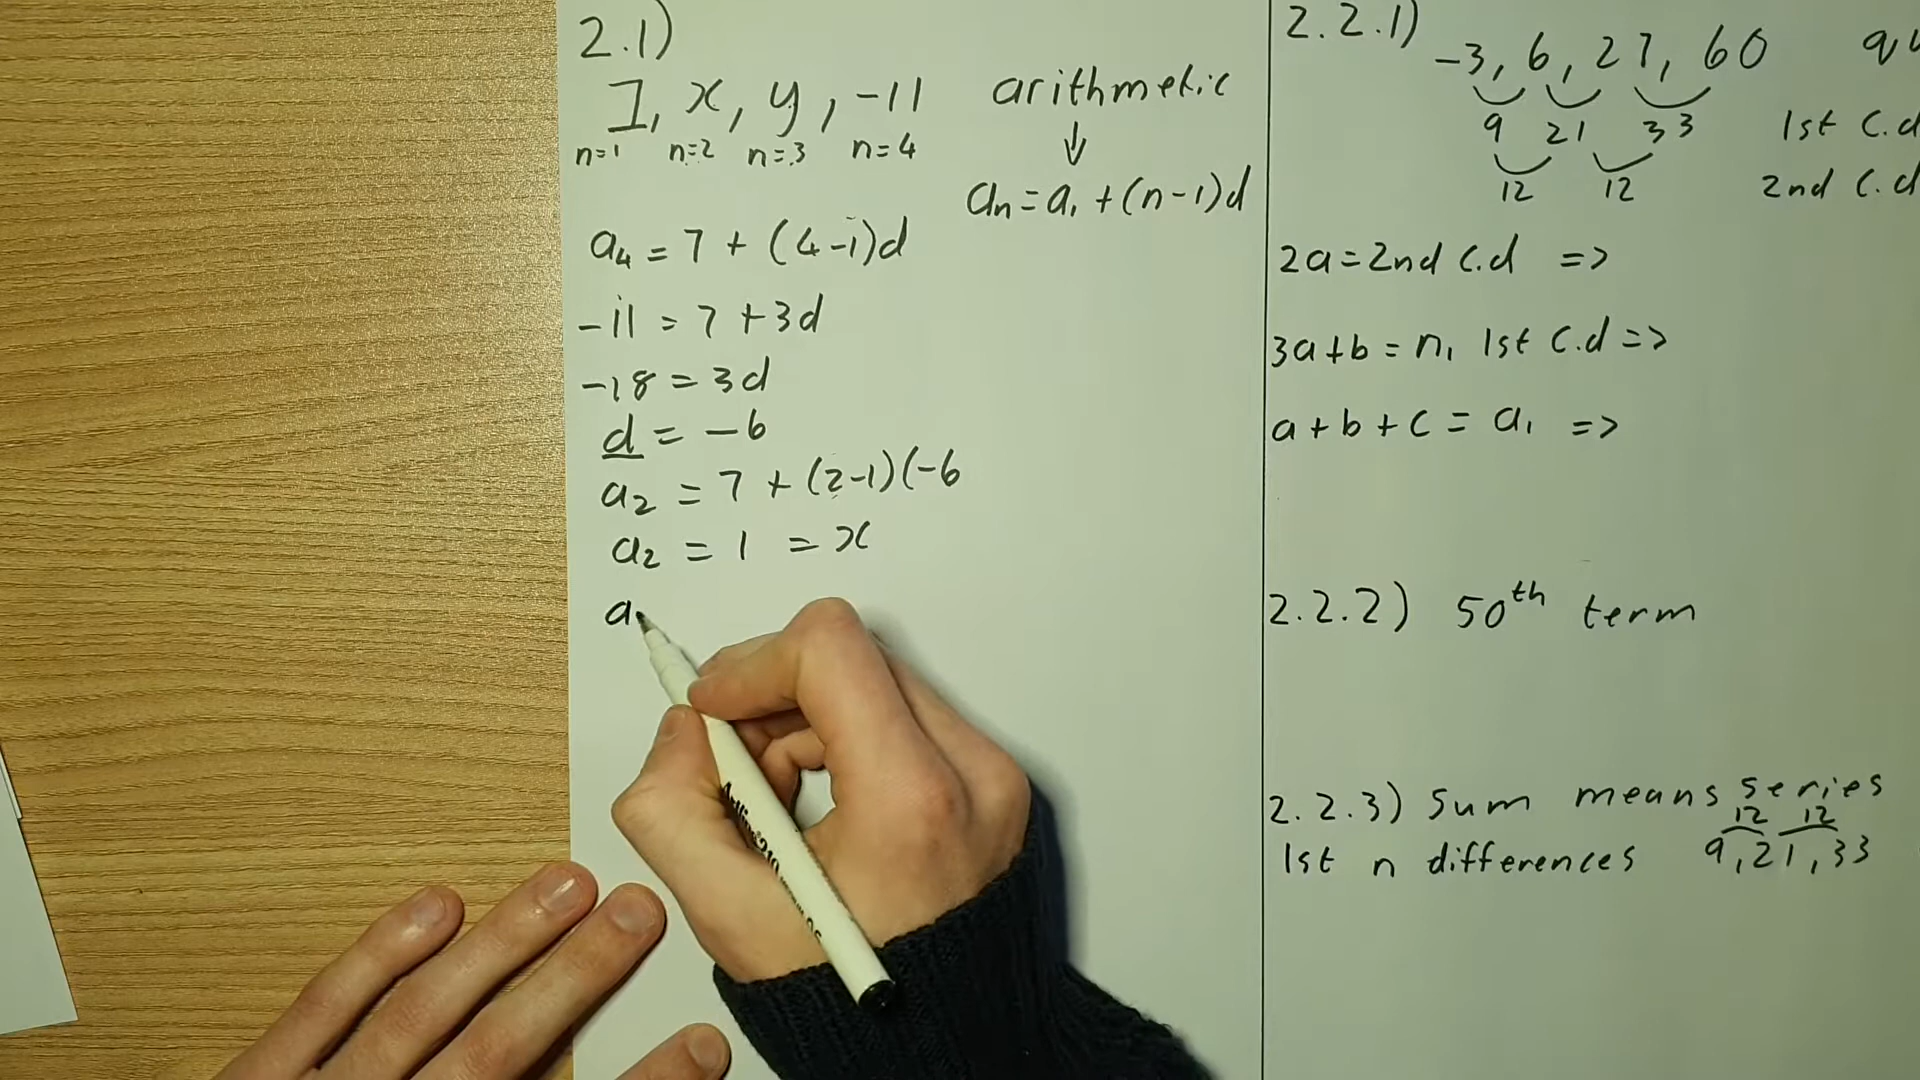 2.1)
7, x, y, -11 arithmetic
n=1 n=2 n=3 n=4 ↓
an = a1 + (n-1)d
a4 = 7 + (4-1)d
-11 = 7 + 3d
-18 = 3d
d = -6
a2 = 7 + (2-1)(-6
a2 = 1 = x
a
2.2.1)
-3, 6, 27, 60 qu
9 21 33 1st C.d
12 12 2nd C.d
2a = 2nd C.d =>
3a+b = n1 1st C.d =>
a+b+c = a1 =>
2.2.2) 50th term
2.2.3) Sum means series
12 12
1st n differences 9, 21, 33